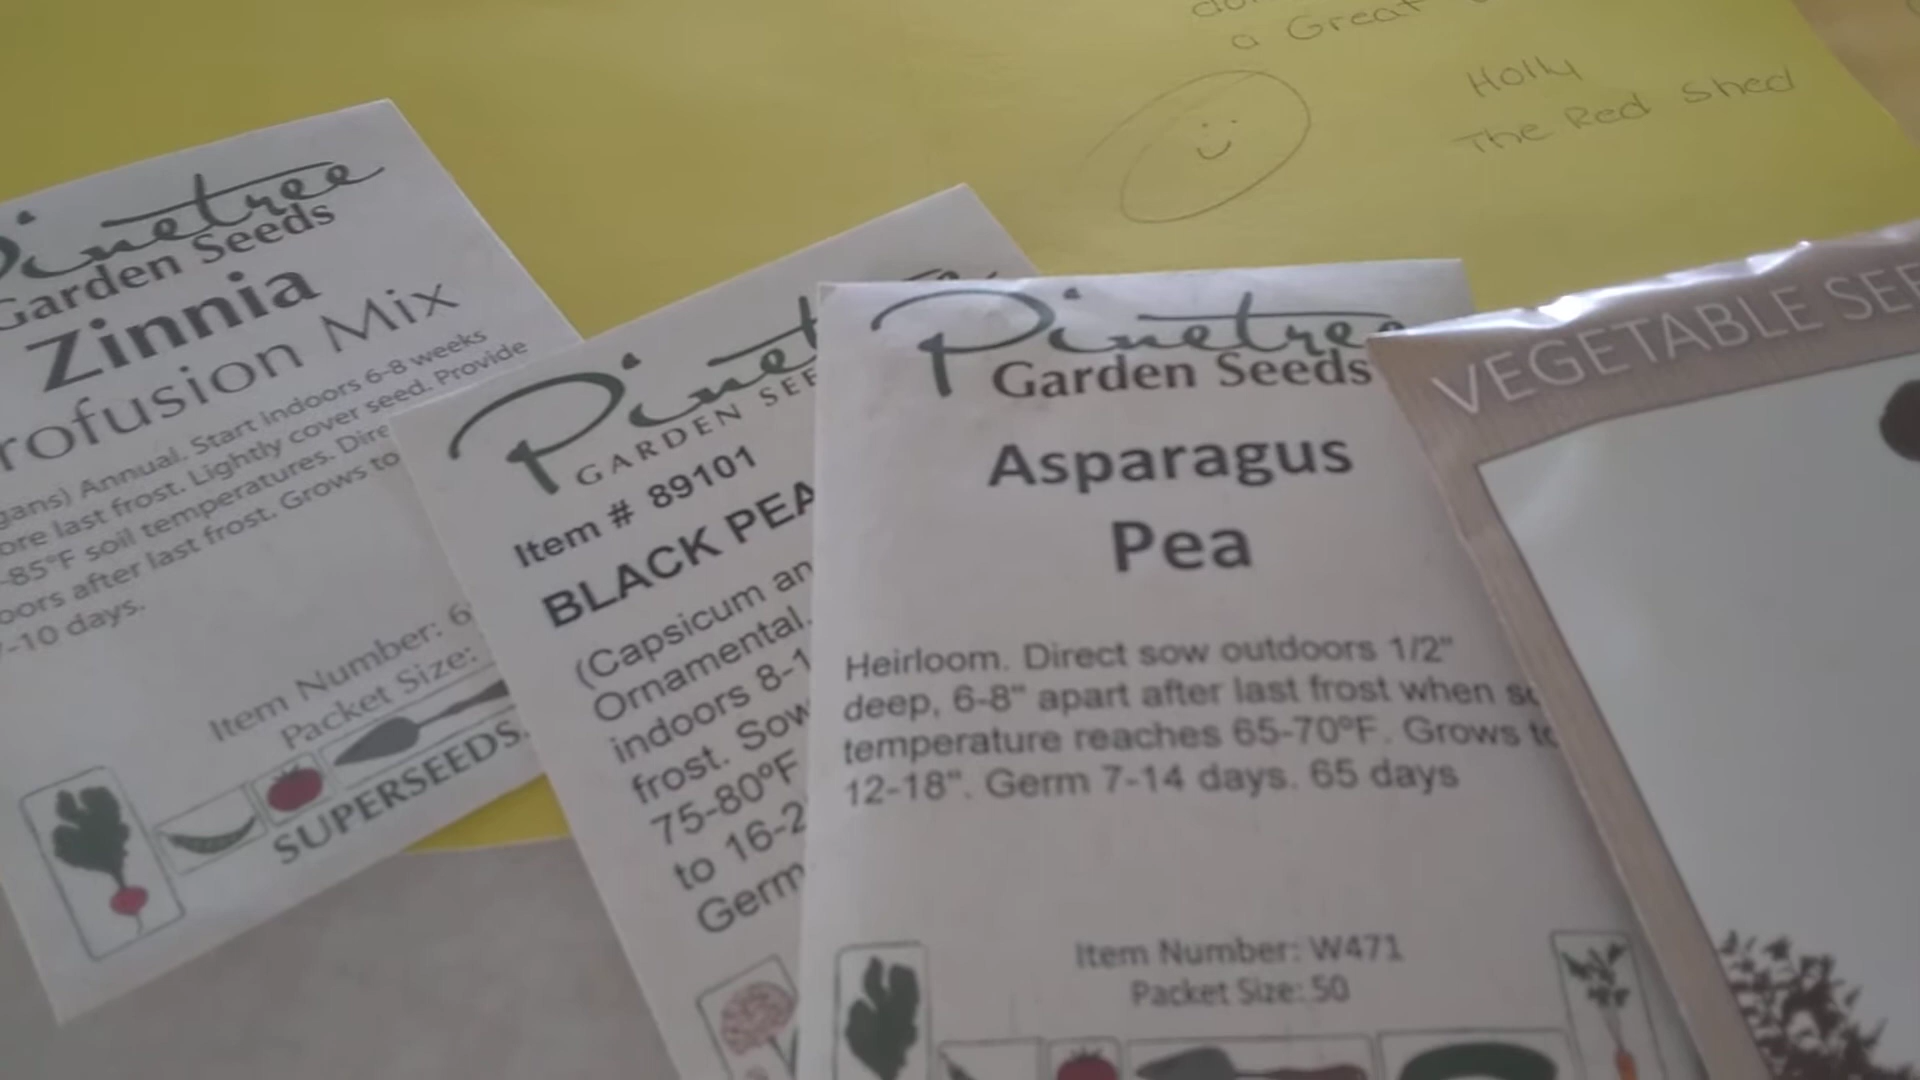 a Great
Holly
The Red Shed
Pinetree
Garden Seeds
Zinnia
rofusion Mix
gans) Annual. Start indoors 6-8 weeks
ore last frost. Lightly cover seed. Provide
-85°F soil temperatures. Dire
oors after last frost. Grows to
7-10 days.
Item Number: 6
Packet Size:
SUPERSEEDS.
Pinet
GARDEN SEE
Item # 89101
BLACK PEA
(Capsicum an
Ornamental.
indoors 8-1
frost. Sow
75-80°F
to 16-2
Germ
Pinetree
Garden Seeds
Asparagus
Pea
Heirloom. Direct sow outdoors 1/2"
deep, 6-8" apart after last frost when so
temperature reaches 65-70°F. Grows to
12-18". Germ 7-14 days. 65 days
Item Number: W471
Packet Size: 50
VEGETABLE SEE